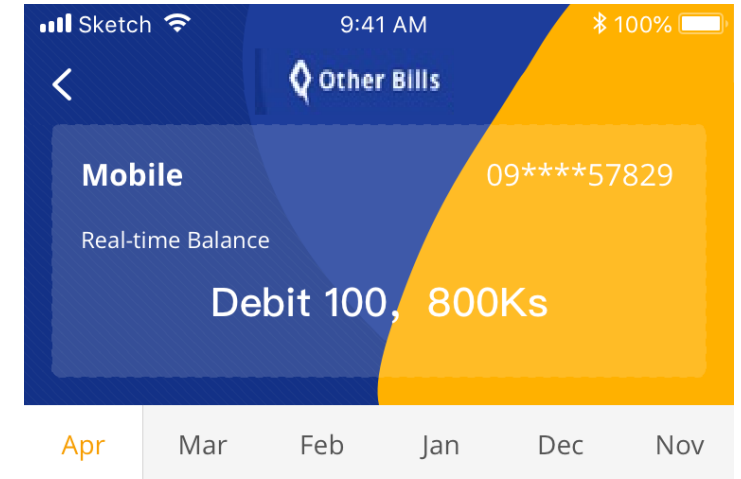 Sketch 9:41 AM 100%
Other Bills
Mobile 09****57829
Real-time Balance
Debit 100，800Ks
Apr Mar Feb Jan Dec Nov